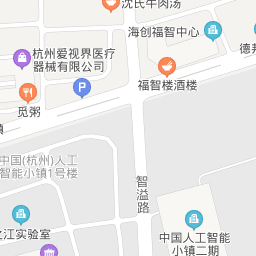 沈氏牛肉汤
海创福智中心
德邦
杭州爱视界医疗
器械有限公司
福智楼酒楼
P
觅粥
镇
中国(杭州)人工
智能小镇1号楼
智溢路
之江实验室
中国人工智能
小镇二期